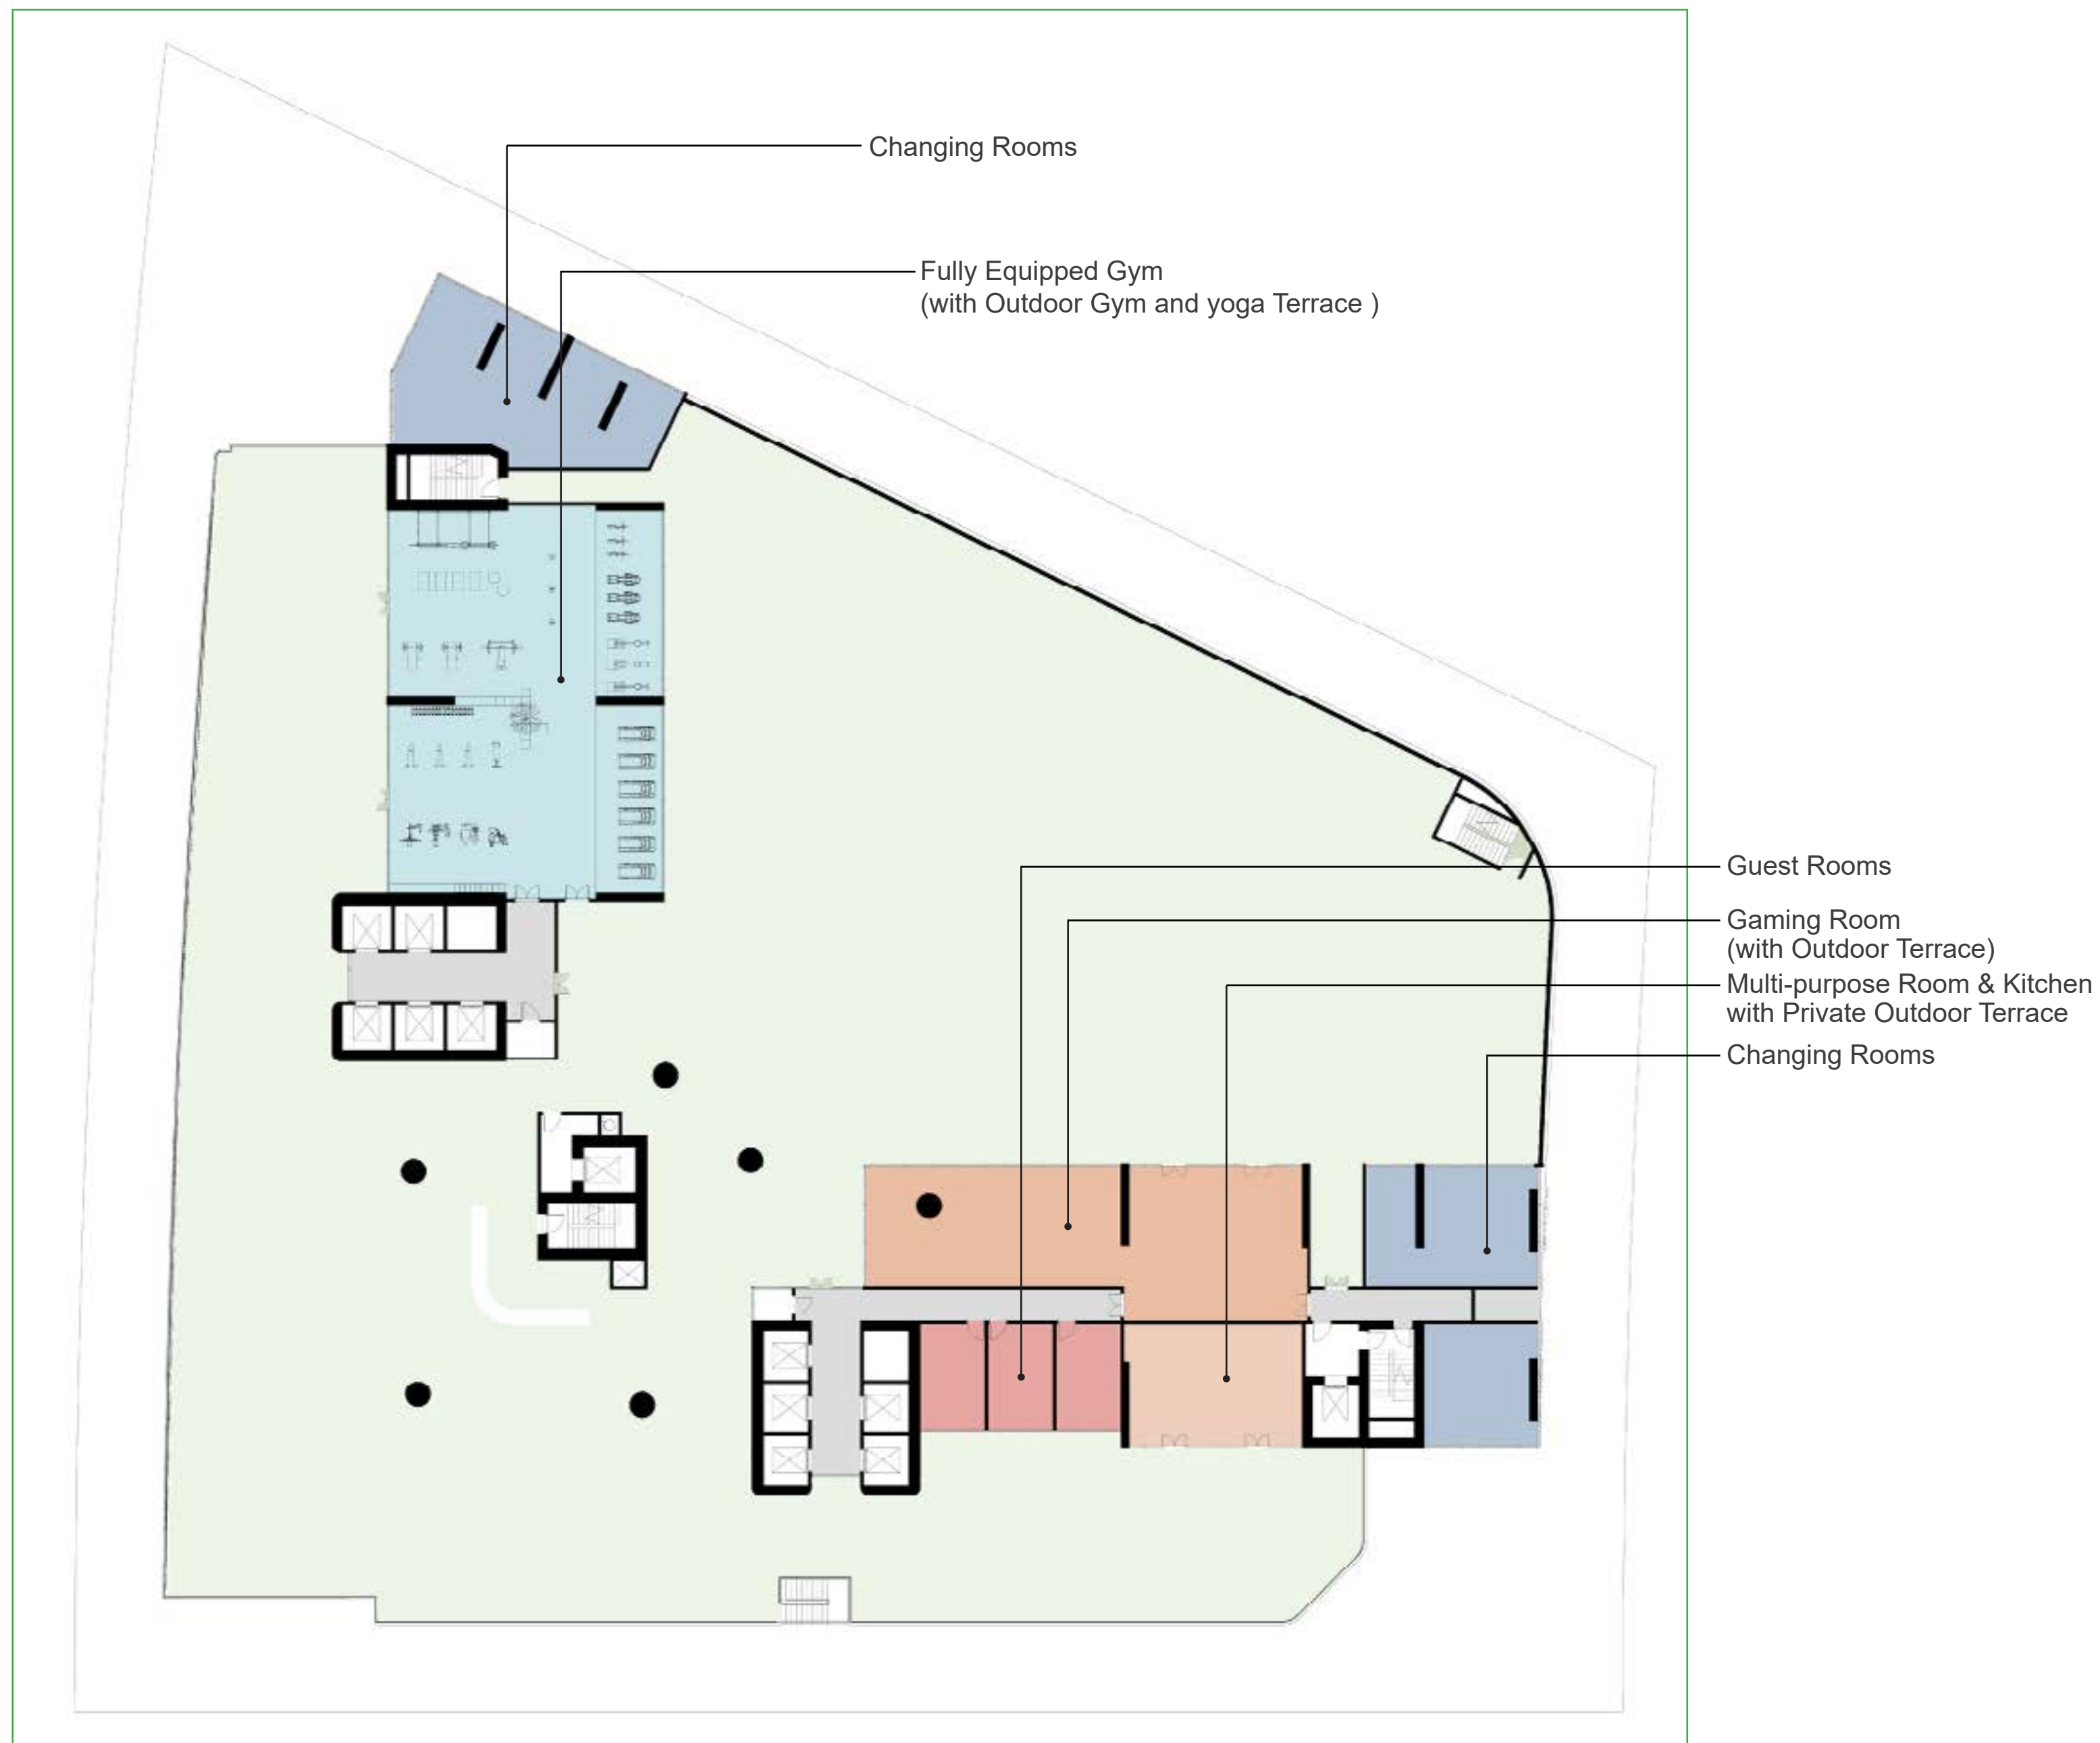 Changing Rooms
Fully Equipped Gym
(with Outdoor Gym and yoga Terrace )
Guest Rooms
Gaming Room
(with Outdoor Terrace)
Multi-purpose Room & Kitchen
with Private Outdoor Terrace
Changing Rooms